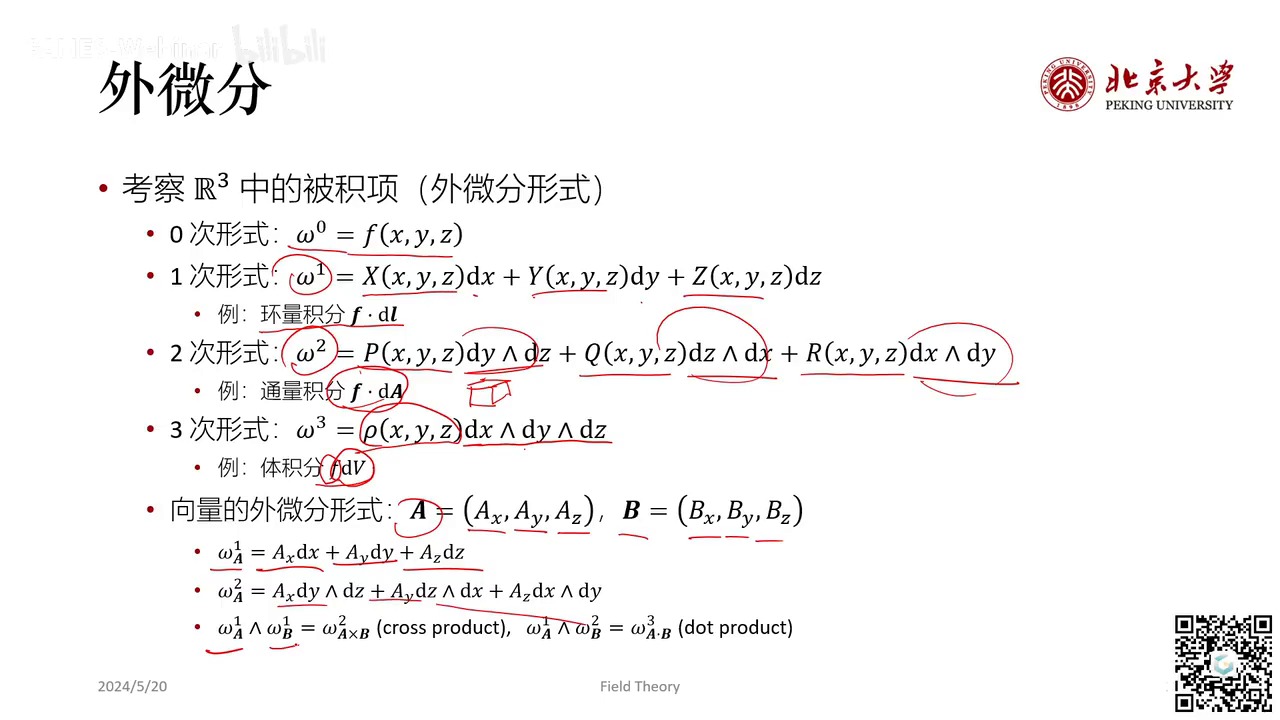 bilibili
外微分
北京大学
PEKING UNIVERSITY
• 考察 ℝ³ 中的被积项（外微分形式）
• 0 次形式：ω⁰ = f(x, y, z)
• 1 次形式：ω¹ = X(x, y, z)dx + Y(x, y, z)dy + Z(x, y, z)dz
• 例：环量积分 f · dl
• 2 次形式：ω² = P(x, y, z)dy ∧ dz + Q(x, y, z)dz ∧ dx + R(x, y, z)dx ∧ dy
• 例：通量积分 f · dA
• 3 次形式：ω³ = ρ(x, y, z)dx ∧ dy ∧ dz
• 例：体积分 fdV
• 向量的外微分形式：A = (Aₓ, A_y, A_z)，B = (Bₓ, B_y, B_z)
• ω¹_A = Aₓdx + A_ydy + A_zdz
• ω²_A = Aₓdy ∧ dz + A_ydz ∧ dx + A_zdx ∧ dy
• ω¹_A ∧ ω¹_B = ω²_{A×B} (cross product), ω¹_A ∧ ω²_B = ω³_{A·B} (dot product)
2024/5/20
Field Theory